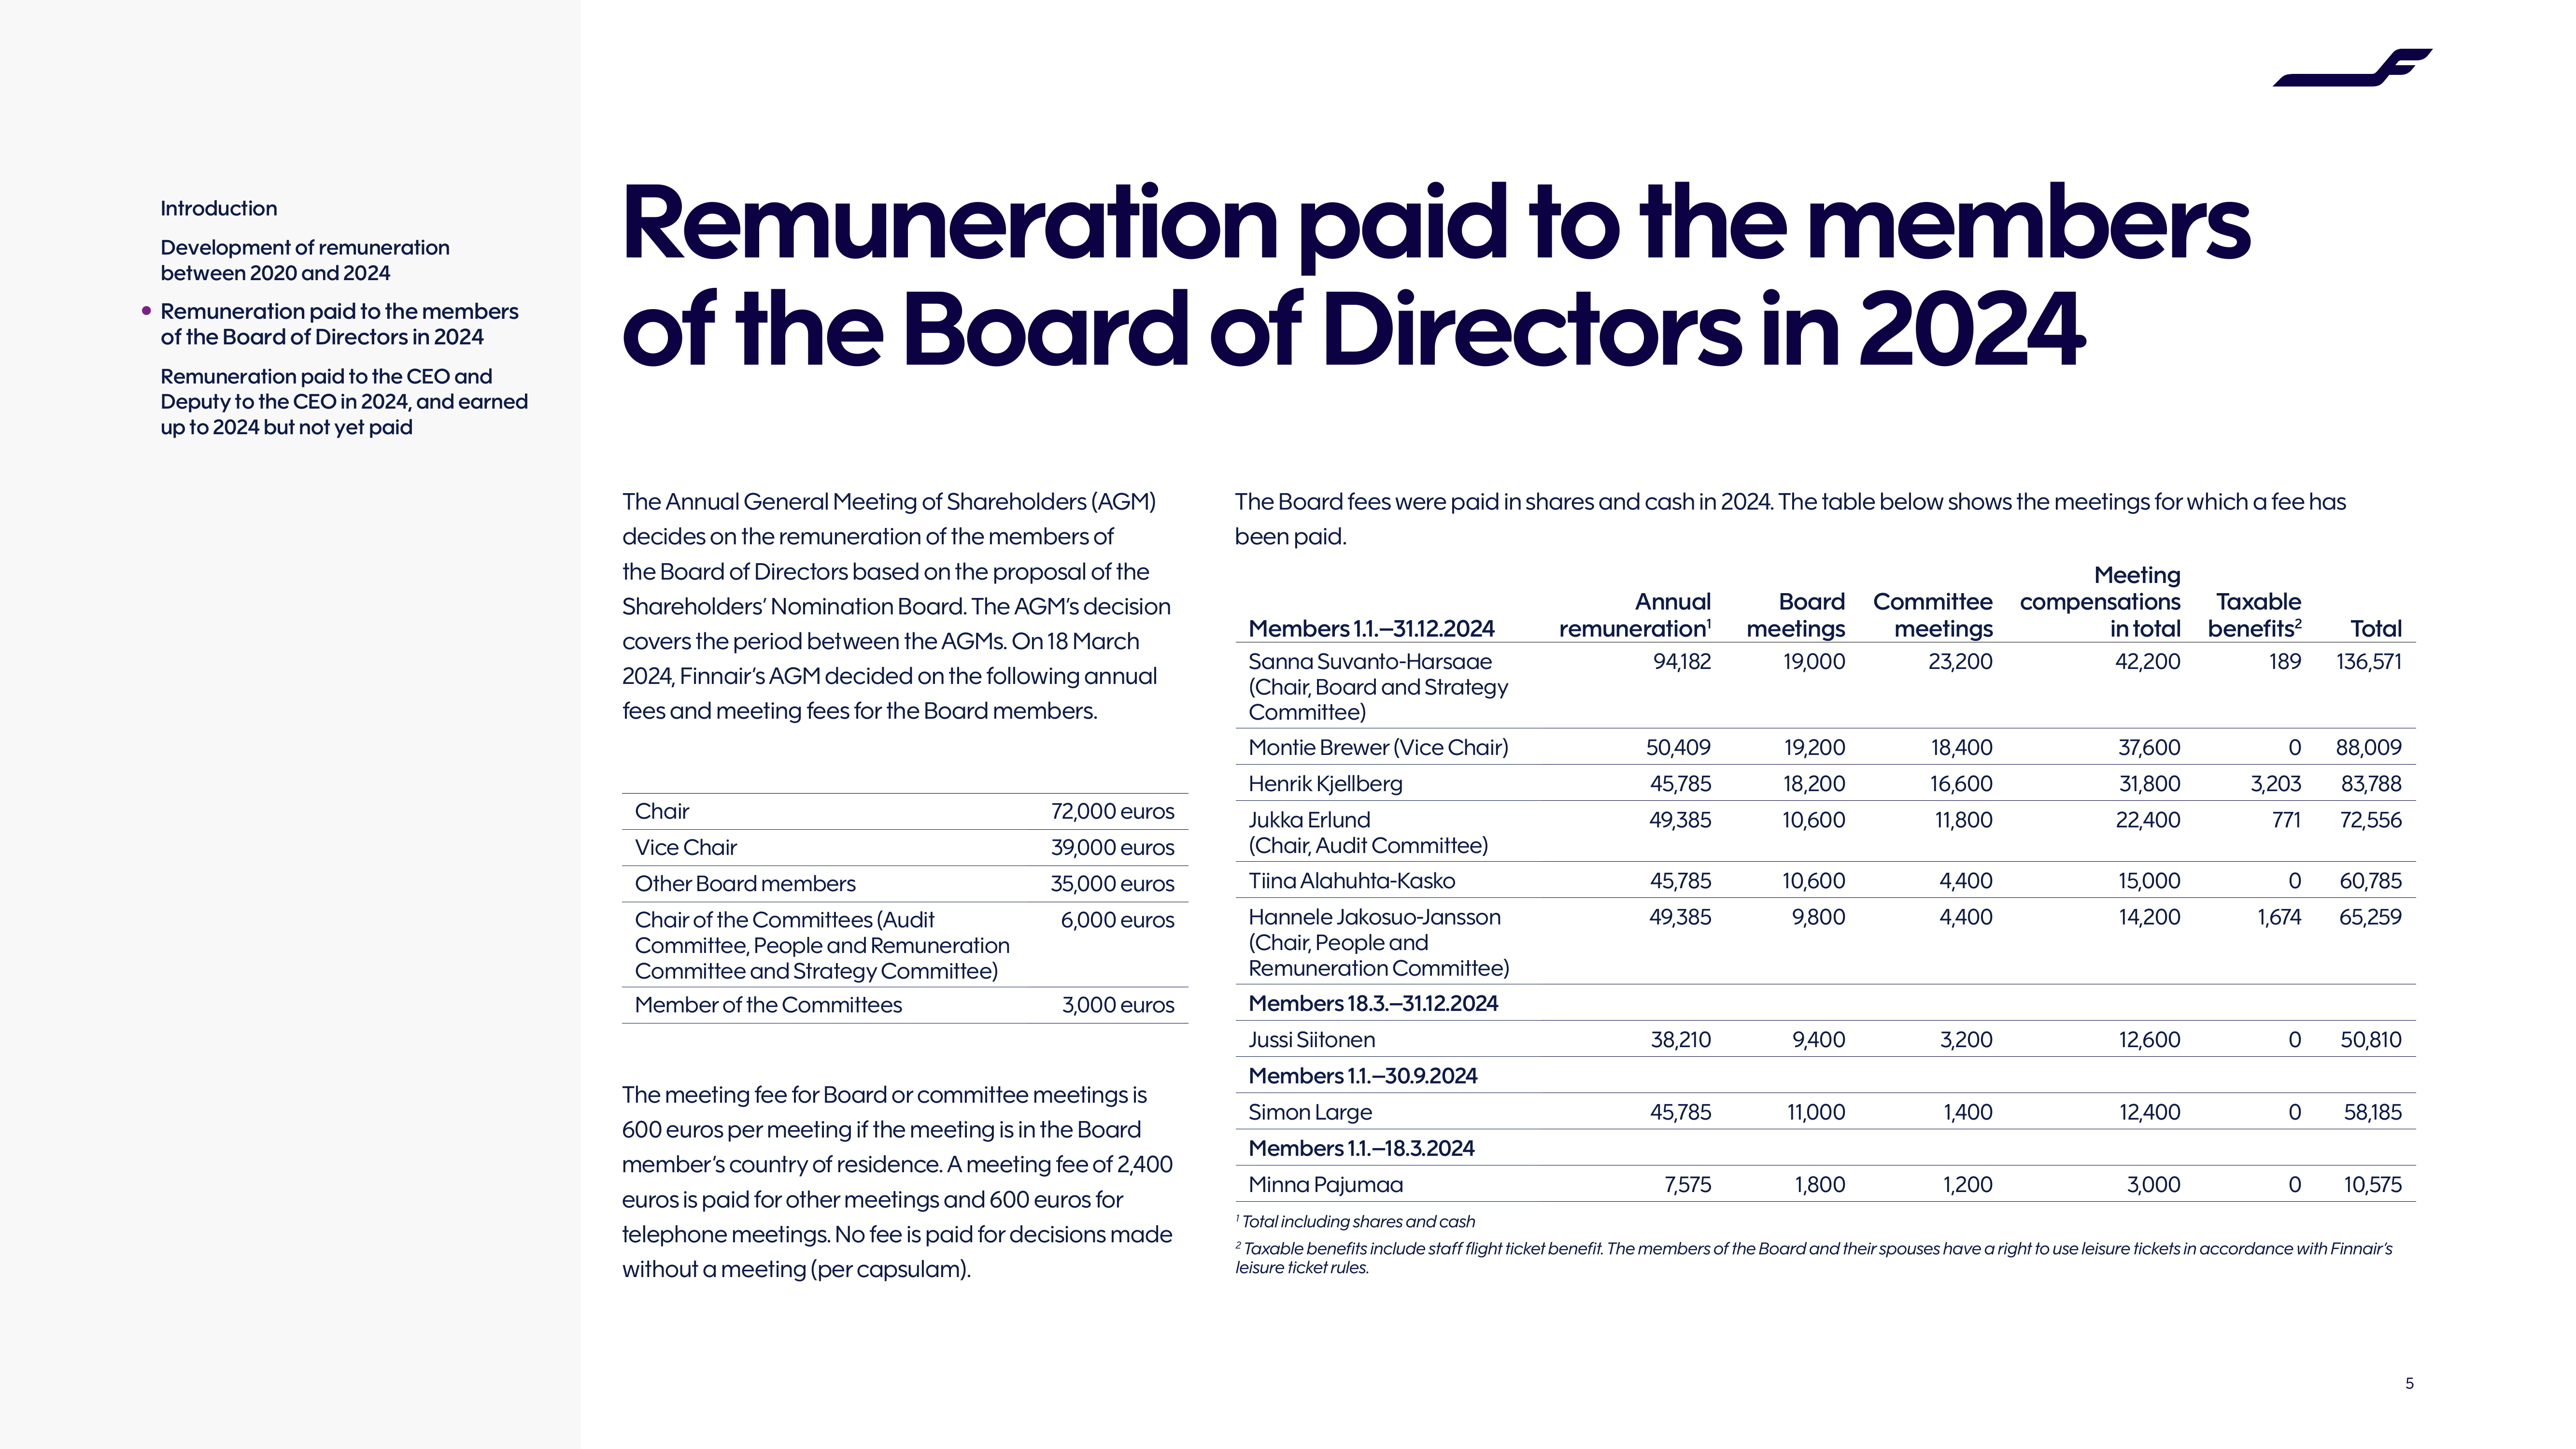 Introduction
Development of remuneration
between 2020 and 2024
• Remuneration paid to the members
of the Board of Directors in 2024
Remuneration paid to the CEO and
Deputy to the CEO in 2024, and earned
up to 2024 but not yet paid
Remuneration paid to the members
of the Board of Directors in 2024
The Annual General Meeting of Shareholders (AGM)
decides on the remuneration of the members of
the Board of Directors based on the proposal of the
Shareholders’ Nomination Board. The AGM’s decision
covers the period between the AGMs. On 18 March
2024, Finnair’s AGM decided on the following annual
fees and meeting fees for the Board members.
Chair 72,000 euros
Vice Chair 39,000 euros
Other Board members 35,000 euros
Chair of the Committees (Audit 6,000 euros
Committee, People and Remuneration
Committee and Strategy Committee)
Member of the Committees 3,000 euros
The meeting fee for Board or committee meetings is
600 euros per meeting if the meeting is in the Board
member’s country of residence. A meeting fee of 2,400
euros is paid for other meetings and 600 euros for
telephone meetings. No fee is paid for decisions made
without a meeting (per capsulam).
The Board fees were paid in shares and cash in 2024. The table below shows the meetings for which a fee has
been paid.
Meeting
Annual Board Committee compensations Taxable
Members 1.1.–31.12.2024 remuneration¹ meetings meetings in total benefits² Total
Sanna Suvanto-Harsaae 94,182 19,000 23,200 42,200 189 136,571
(Chair, Board and Strategy
Committee)
Montie Brewer (Vice Chair) 50,409 19,200 18,400 37,600 0 88,009
Henrik Kjellberg 45,785 18,200 16,600 31,800 3,203 83,788
Jukka Erlund 49,385 10,600 11,800 22,400 771 72,556
(Chair, Audit Committee)
Tiina Alahuhta-Kasko 45,785 10,600 4,400 15,000 0 60,785
Hannele Jakosuo-Jansson 49,385 9,800 4,400 14,200 1,674 65,259
(Chair, People and
Remuneration Committee)
Members 18.3.–31.12.2024
Jussi Siitonen 38,210 9,400 3,200 12,600 0 50,810
Members 1.1.–30.9.2024
Simon Large 45,785 11,000 1,400 12,400 0 58,185
Members 1.1.–18.3.2024
Minna Pajumaa 7,575 1,800 1,200 3,000 0 10,575
¹ Total including shares and cash
² Taxable benefits include staff flight ticket benefit. The members of the Board and their spouses have a right to use leisure tickets in accordance with Finnair’s
leisure ticket rules.
5